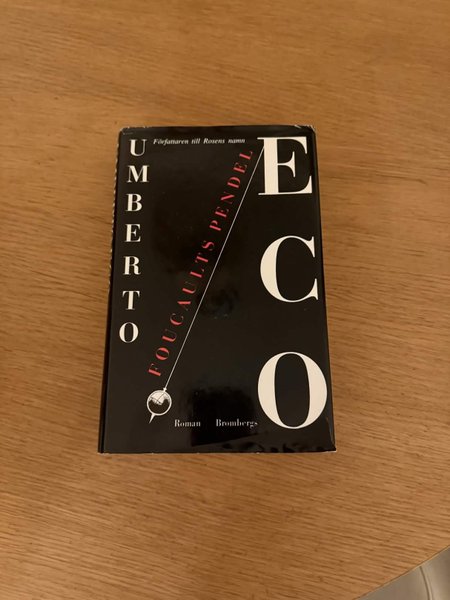 UMBERTO
Författaren till Rosens namn
ECO
FOUCAULTS PENDEL
Roman Brombergs